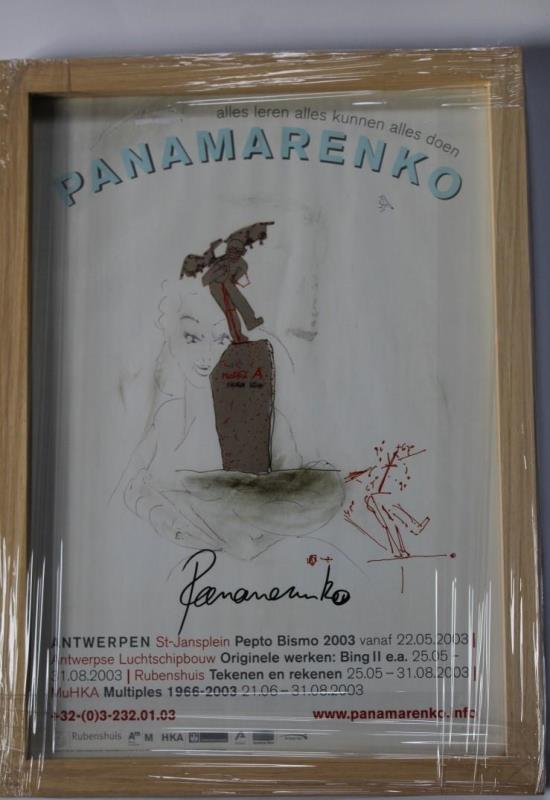 alles leren alles kunnen alles doen
PANAMARENKO
Panamarenko
ANTWERPEN St-Jansplein Pepto Bismo 2003 vanaf 22.05.2003 |
Antwerpse Luchtschipbouw Originele werken: Bing II e.a. 25.05 -
31.08.2003 | Rubenshuis Tekenen en rekenen 25.05 – 31.08.2003 |
MuHKA Multiples 1966-2003 21.06 – 31.08.2003
+32-(0)3-232.01.03 www.panamarenko.info
Rubenshuis M HKA